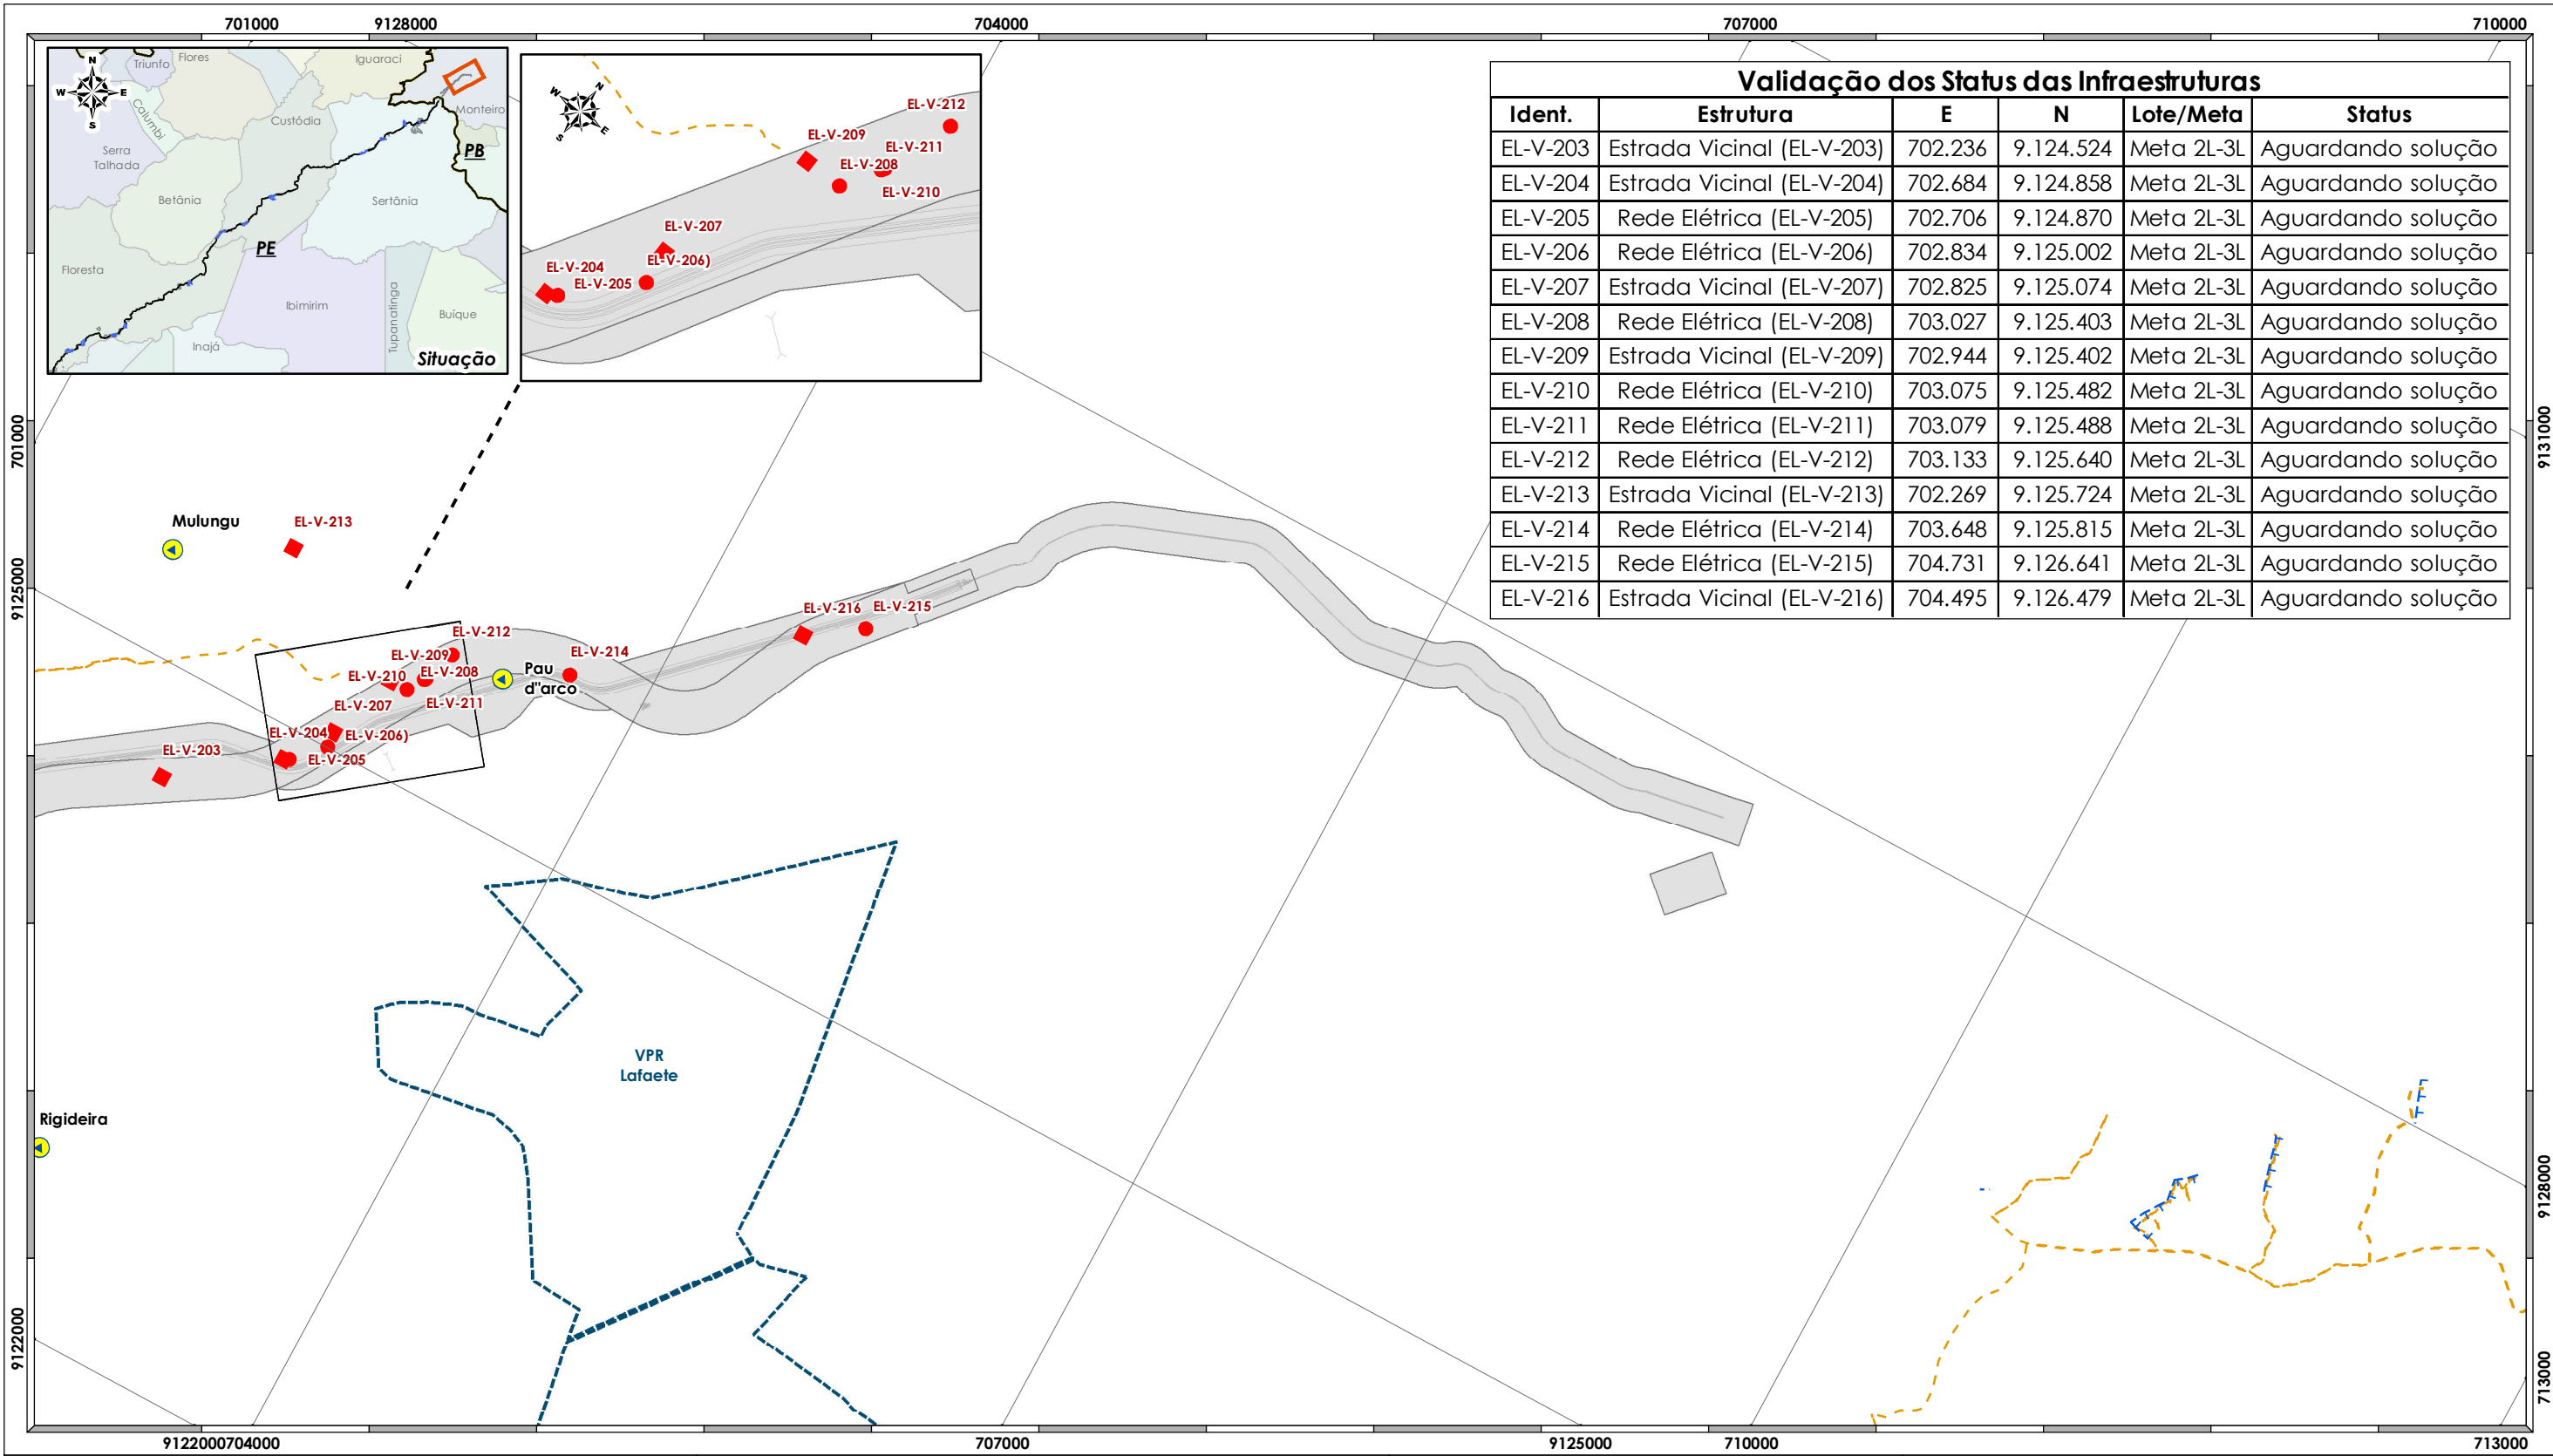 701000 9128000 704000 707000 710000
N
W E
S
Triunfo
Flores
Iguaraci
Calumbi
Custódia
Monteiro
Serra
Talhada
PB
Betânia
Sertânia
PE
Floresta
Ibimirim
Tupanatinga
Buíque
Inajá
Situação
N
W
E
S
EL-V-212
EL-V-209
EL-V-211
EL-V-208
EL-V-210
EL-V-207
EL-V-206)
EL-V-204
EL-V-205
Validação dos Status das Infraestruturas
Ident. Estrutura E N Lote/Meta Status
EL-V-203 Estrada Vicinal (EL-V-203) 702.236 9.124.524 Meta 2L-3L Aguardando solução
EL-V-204 Estrada Vicinal (EL-V-204) 702.684 9.124.858 Meta 2L-3L Aguardando solução
EL-V-205 Rede Elétrica (EL-V-205) 702.706 9.124.870 Meta 2L-3L Aguardando solução
EL-V-206 Rede Elétrica (EL-V-206) 702.834 9.125.002 Meta 2L-3L Aguardando solução
EL-V-207 Estrada Vicinal (EL-V-207) 702.825 9.125.074 Meta 2L-3L Aguardando solução
EL-V-208 Rede Elétrica (EL-V-208) 703.027 9.125.403 Meta 2L-3L Aguardando solução
EL-V-209 Estrada Vicinal (EL-V-209) 702.944 9.125.402 Meta 2L-3L Aguardando solução
EL-V-210 Rede Elétrica (EL-V-210) 703.075 9.125.482 Meta 2L-3L Aguardando solução
EL-V-211 Rede Elétrica (EL-V-211) 703.079 9.125.488 Meta 2L-3L Aguardando solução
EL-V-212 Rede Elétrica (EL-V-212) 703.133 9.125.640 Meta 2L-3L Aguardando solução
EL-V-213 Estrada Vicinal (EL-V-213) 702.269 9.125.724 Meta 2L-3L Aguardando solução
EL-V-214 Rede Elétrica (EL-V-214) 703.648 9.125.815 Meta 2L-3L Aguardando solução
EL-V-215 Rede Elétrica (EL-V-215) 704.731 9.126.641 Meta 2L-3L Aguardando solução
EL-V-216 Estrada Vicinal (EL-V-216) 704.495 9.126.479 Meta 2L-3L Aguardando solução
701000
9131000
Mulungu
EL-V-213
9125000
EL-V-216 EL-V-215
EL-V-212
EL-V-209
EL-V-214
EL-V-210
EL-V-208
Pau
d"arco
EL-V-207
EL-V-211
EL-V-204
EL-V-206)
EL-V-203
EL-V-205
VPR
Lafaete
Rigideira
9128000
9122000
713000
9122000704000 707000 9125000 710000 713000